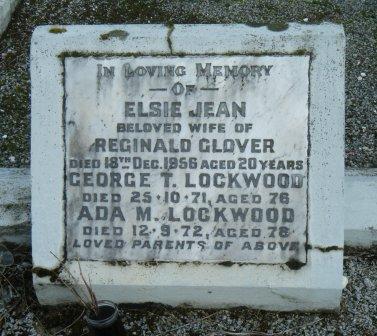 IN LOVING MEMORY
— OF —
ELSIE JEAN
BELOVED WIFE OF
REGINALD GLOVER
DIED 18TH DEC. 1956 AGED 20 YEARS
GEORGE T. LOCKWOOD
DIED 25·10·71, AGED 76
ADA M. LOCKWOOD
DIED 12·9·72, AGED 78
LOVED PARENTS OF ABOVE